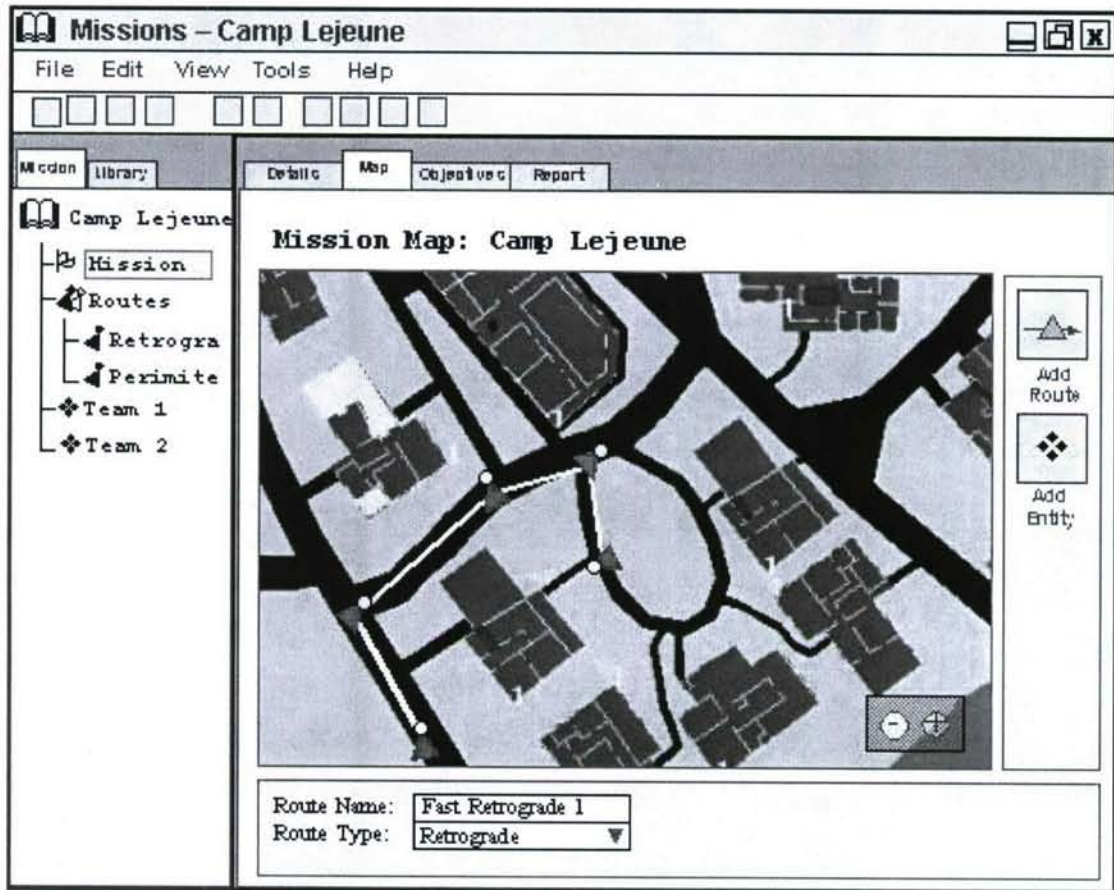 Missions – Camp Lejeune
File Edit View Tools Help
Mission Library
Details Map Objectives Report
Camp Lejeune
Mission
Routes
Retrogra
Perimite
Team 1
Team 2
Mission Map: Camp Lejeune
Add
Route
Add
Entity
Route Name: Fast Retrograde 1
Route Type: Retrograde